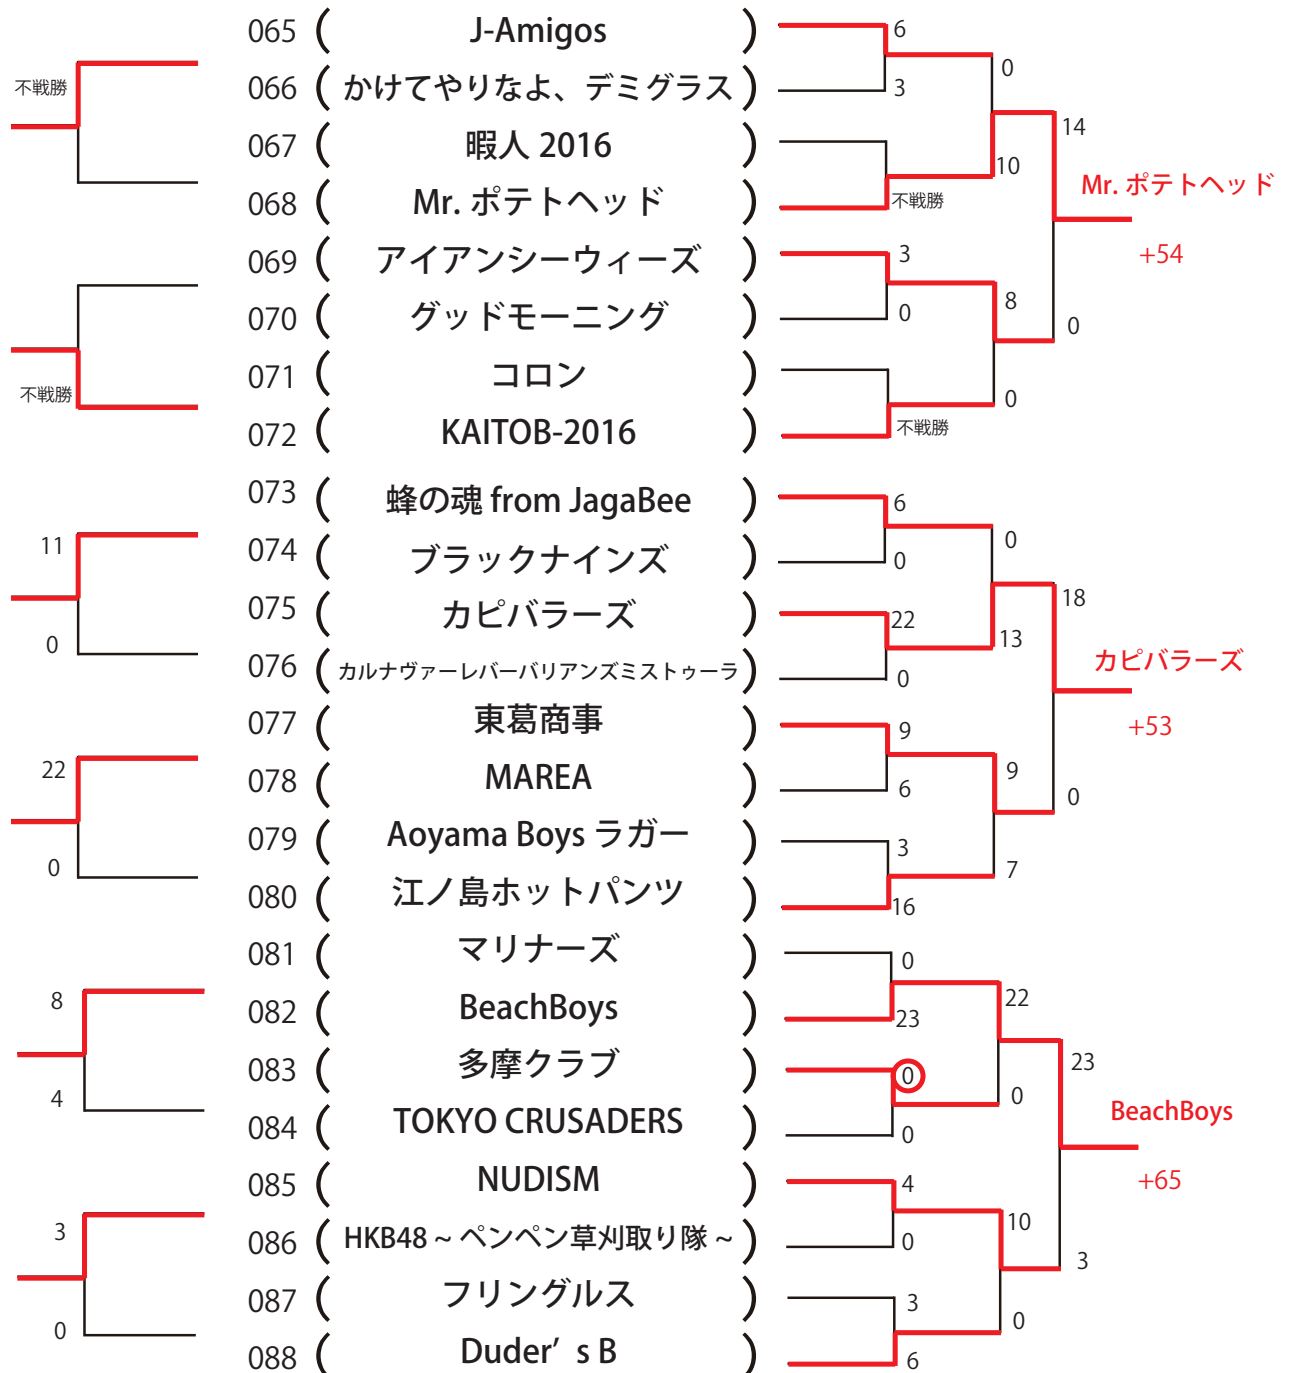 065 ( J-Amigos ) 6
不戦勝
066 ( かけてやりなよ、デミグラス ) 3
0
067 ( 暇人 2016 )
14
10
068 ( Mr. ポテトヘッド ) 不戦勝
Mr. ポテトヘッド
+54
069 ( アイアンシーウィーズ ) 3
070 ( グッドモーニング ) 0
8
0
071 ( コロン )
不戦勝
0
072 ( KAITOB-2016 ) 不戦勝
073 ( 蜂の魂 from JagaBee ) 6
11
074 ( ブラックナインズ ) 0
0
075 ( カピバラーズ ) 22
18
0
13
076 ( カルナヴァーレバーバリアンズミストゥーラ ) 0
カピバラーズ
+53
077 ( 東葛商事 ) 9
22
078 ( MAREA ) 6
9
0
079 ( Aoyama Boys ラガー ) 3
0
7
080 ( 江ノ島ホットパンツ ) 16
081 ( マリナーズ ) 0
8
082 ( BeachBoys ) 23
22
083 ( 多摩クラブ ) 0
23
4
0
084 ( TOKYO CRUSADERS ) 0
BeachBoys
+65
085 ( NUDISM ) 4
3
086 ( HKB48 ~ ペンペン草刈取り隊 ~ ) 0
10
3
087 ( フリングルス ) 3
0
0
088 ( Duder’s B ) 6